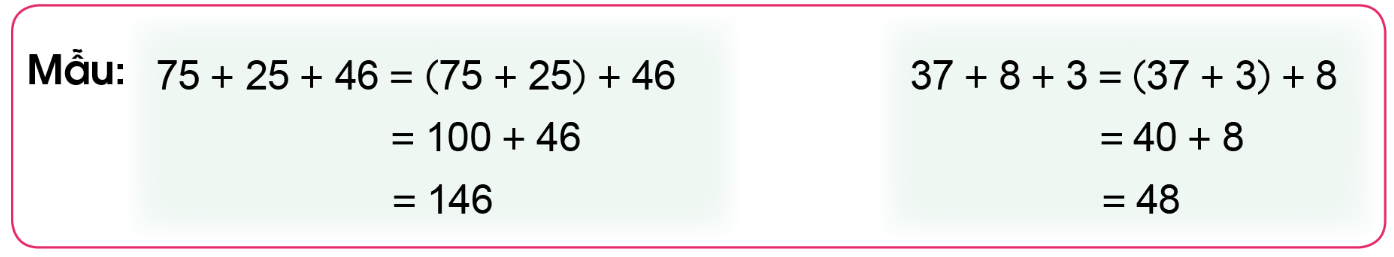 Mẫu: 75 + 25 + 46 = (75 + 25) + 46
= 100 + 46
= 146
37 + 8 + 3 = (37 + 3) + 8
= 40 + 8
= 48